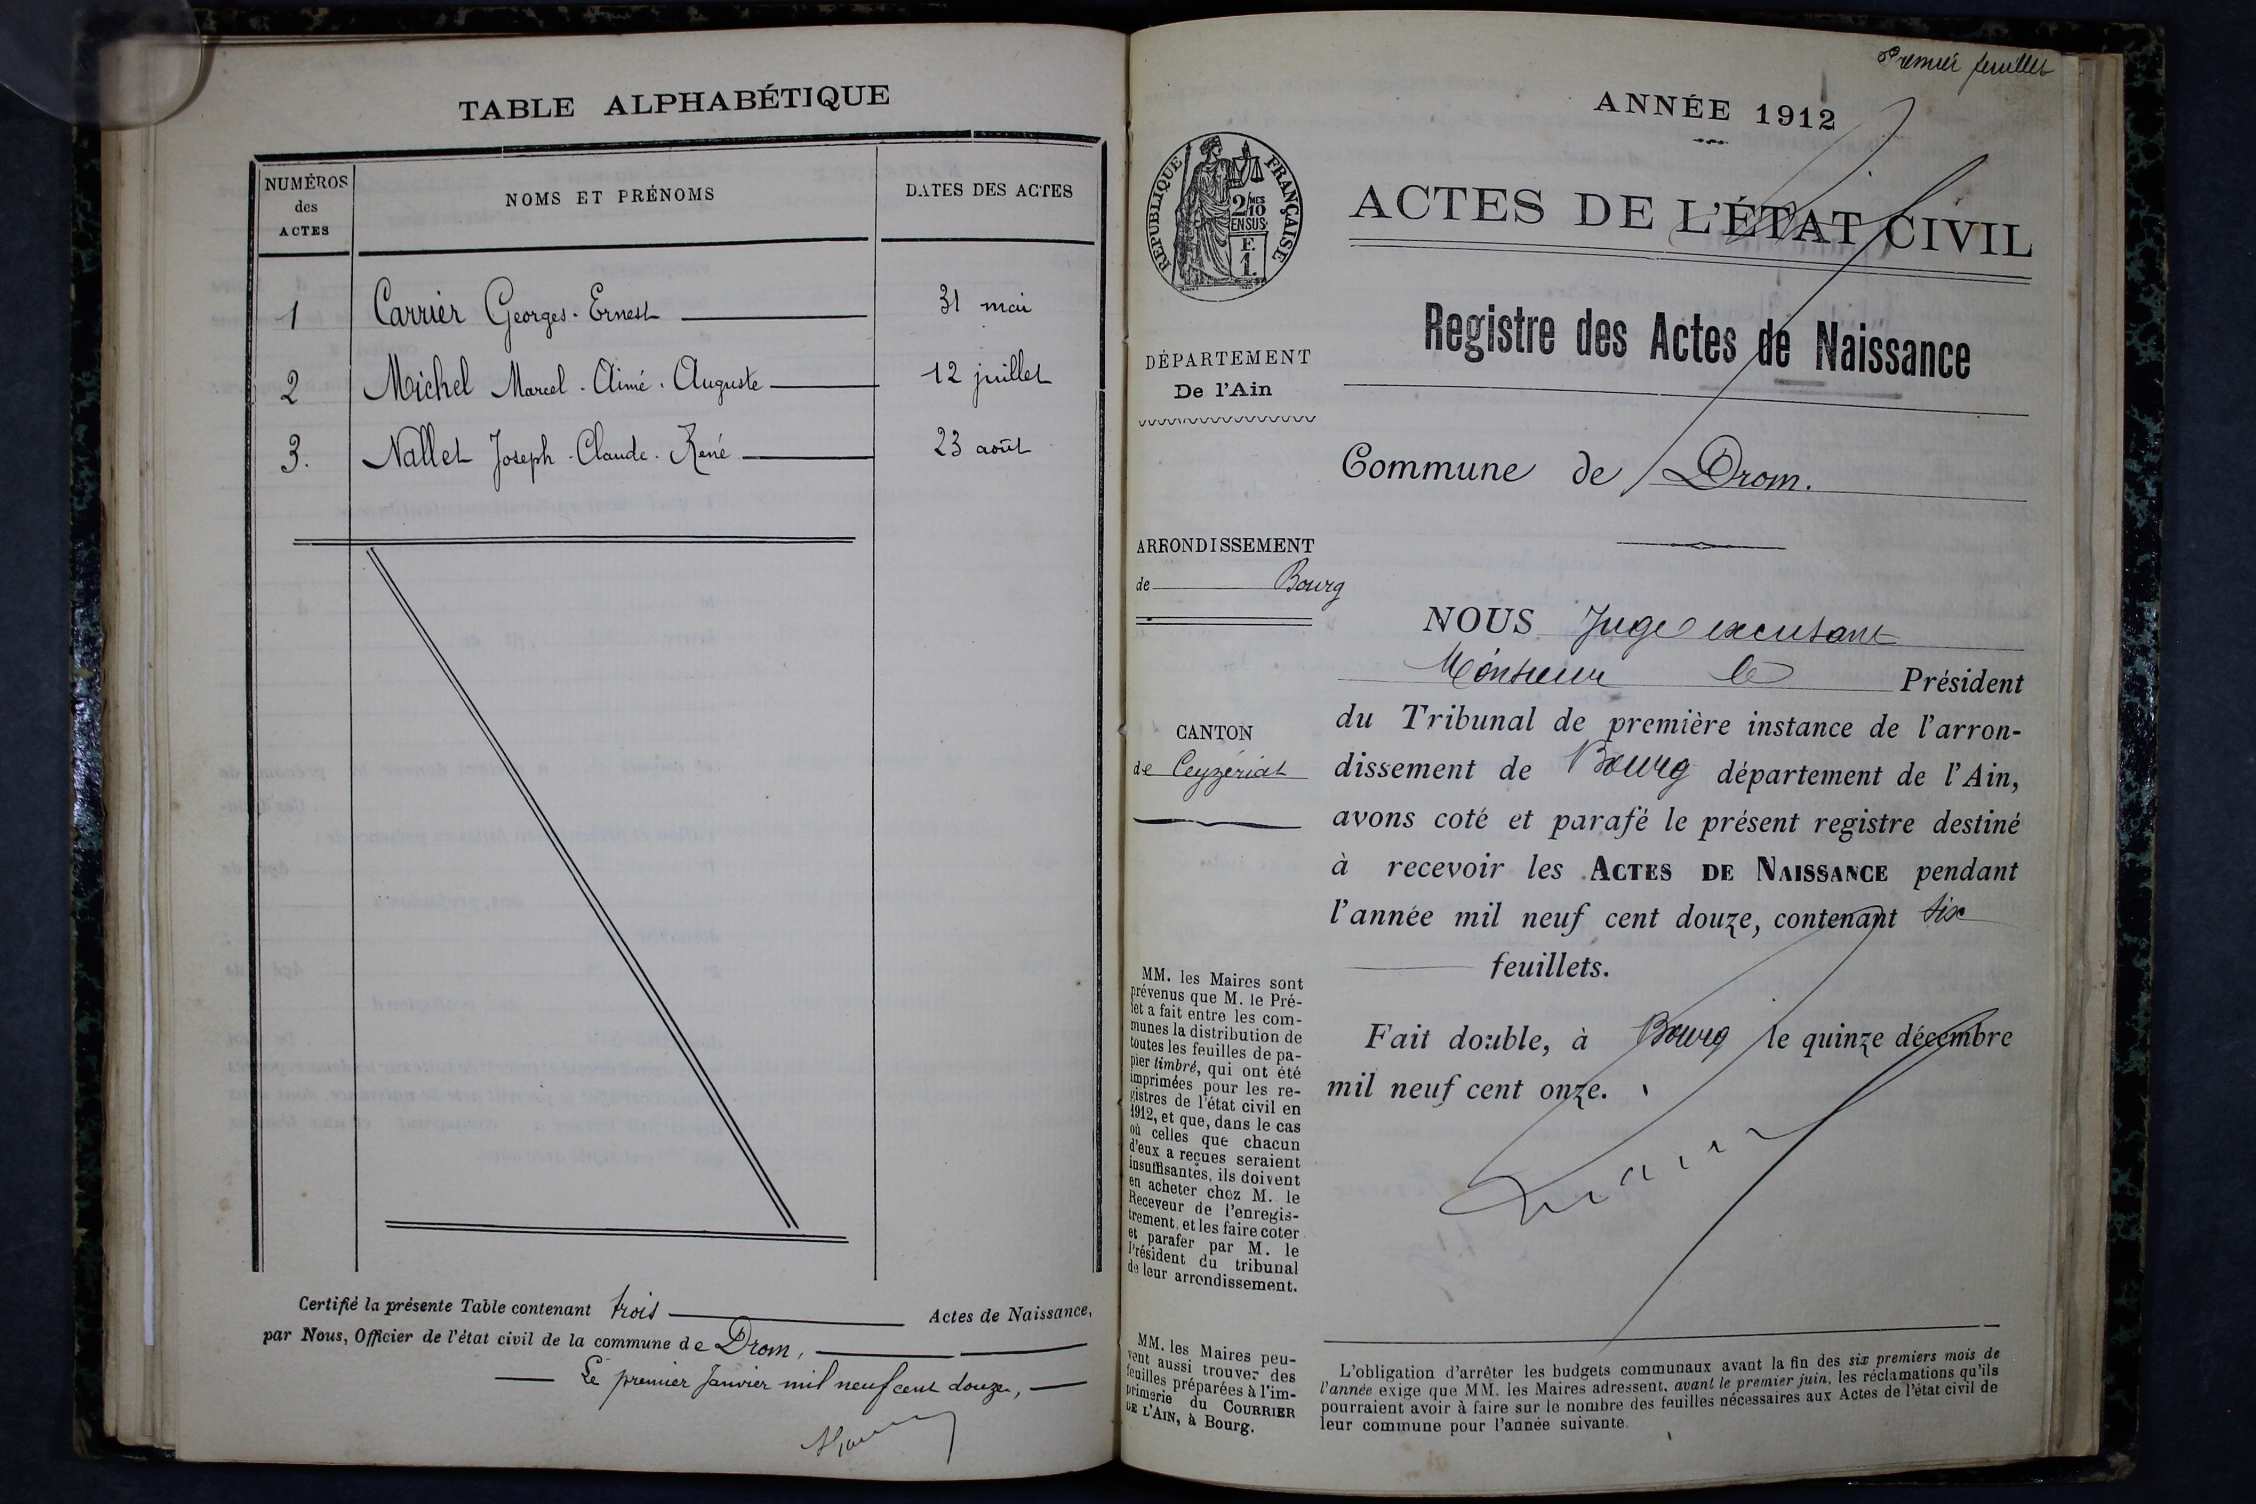 TABLE ALPHABÉTIQUE
NUMÉROS
des
ACTES
NOMS ET PRÉNOMS
DATES DES ACTES
1 Carrier Georges-Ernest 31 mai
2 Michel Marcel-Aimé-Auguste 12 juillet
3. Nallet Joseph-Claude-René 23 août
Certifié la présente Table contenant trois Actes de Naissance,
par Nous, Officier de l'état civil de la commune de Drom,
Le premier Janvier mil neuf cent douze,
Premier feuillet
ANNÉE 1912
RÉPUBLIQUE FRANÇAISE
2/10MES
EN SUS
F.
1.
ACTES DE L'ÉTAT CIVIL
Registre des Actes de Naissance
DÉPARTEMENT
De l'Ain
Commune de Drom.
ARRONDISSEMENT
de Bourg
CANTON
de Ceyzériat
NOUS Juge excusant
Monsieur le Président
du Tribunal de première instance de l'arron-
dissement de Bourg département de l'Ain,
avons coté et parafé le présent registre destiné
à recevoir les ACTES DE NAISSANCE pendant
l'année mil neuf cent douze, contenant six
feuillets.
Fait double, à Bourg le quinze décembre
mil neuf cent onze.
MM. les Maires sont
prévenus que M. le Pré-
fet a fait entre les com-
munes la distribution de
toutes les feuilles de pa-
pier timbré, qui ont été
imprimées pour les re-
gistres de l'état civil en
1912, et que, dans le cas
où celles que chacun
d'eux a reçues seraient
insuffisantes, ils doivent
en acheter chez M. le
Receveur de l'enregis-
trement, et les faire coter
et parafer par M. le
Président du tribunal
de leur arrondissement.
MM. les Maires peu-
vent aussi trouver des
feuilles préparées à l'im-
primerie du COURRIER
DE L'AIN, à Bourg.
L'obligation d'arrêter les budgets communaux avant la fin des six premiers mois de
l'année exige que MM. les Maires adressent, avant le premier juin, les réclamations qu'ils
pourraient avoir à faire sur le nombre des feuilles nécessaires aux Actes de l'état civil de
leur commune pour l'année suivante.